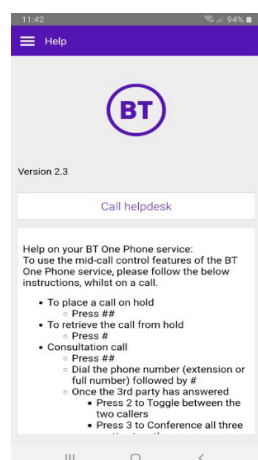 11:42 94%
Help
BT
Version 2.3
Call helpdesk
Help on your BT One Phone service:
To use the mid-call control features of the BT
One Phone service, please follow the below
instructions, whilst on a call.
• To place a call on hold
◦ Press ##
• To retrieve the call from hold
◦ Press #
• Consultation call
◦ Press ##
◦ Dial the phone number (extension or
full number) followed by #
◦ Once the 3rd party has answered
▪ Press 2 to Toggle between the
two callers
▪ Press 3 to Conference all three